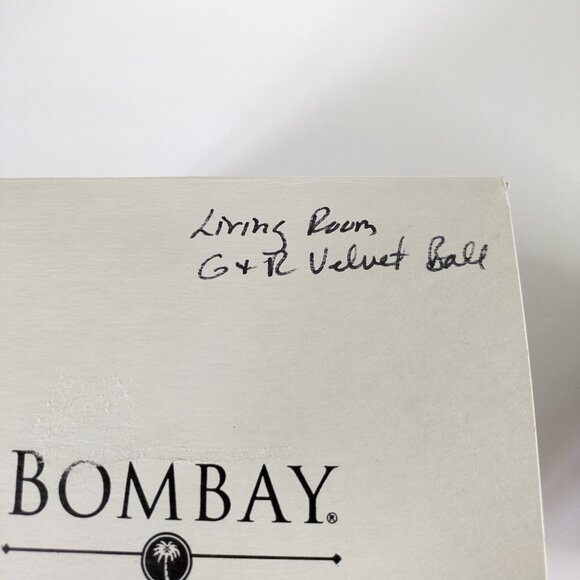 Living Room
G + R Velvet Ball
BOMBAY®